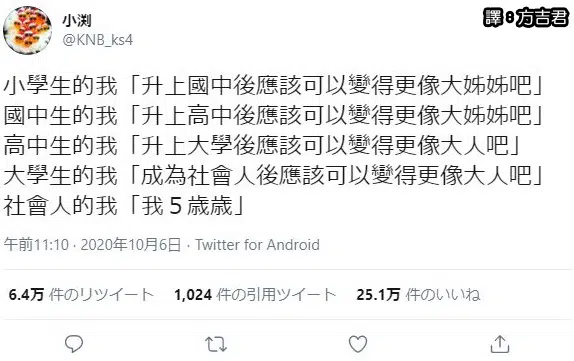 小渕
譯:方吉君
@KNB_ks4
小學生的我「升上國中後應該可以變得更像大姊姊吧」
國中生的我「升上高中後應該可以變得更像大姊姊吧」
高中生的我「升上大學後應該可以變得更像大人吧」
大學生的我「成為社會人後應該可以變得更像大人吧」
社會人的我「我5歲歲」
午前11:10 · 2020年10月6日 · Twitter for Android
6.4万 件のリツイート 1,024 件の引用ツイート 25.1万 件のいいね